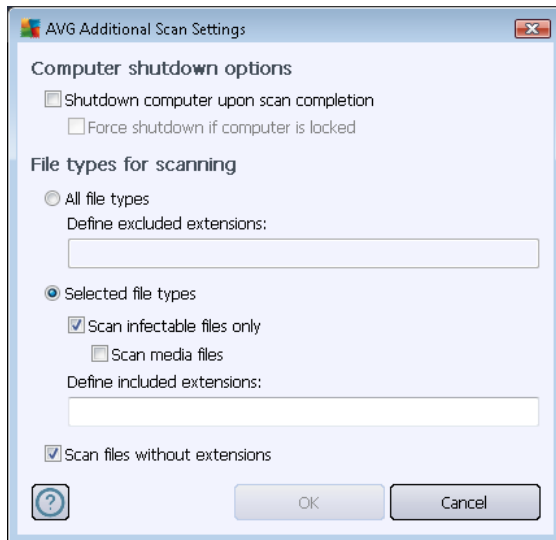 AVG Additional Scan Settings
Computer shutdown options
Shutdown computer upon scan completion
Force shutdown if computer is locked
File types for scanning
All file types
Define excluded extensions:
Selected file types
Scan infectable files only
Scan media files
Define included extensions:
Scan files without extensions
? OK Cancel